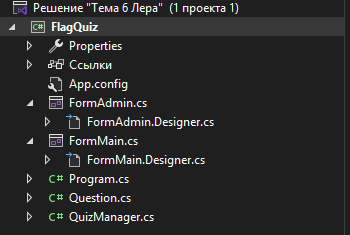 Решение "Тема 6 Лера" (1 проекта 1)
C# FlagQuiz
Properties
Ссылки
App.config
FormAdmin.cs
FormAdmin.Designer.cs
FormMain.cs
FormMain.Designer.cs
C# Program.cs
C# Question.cs
C# QuizManager.cs